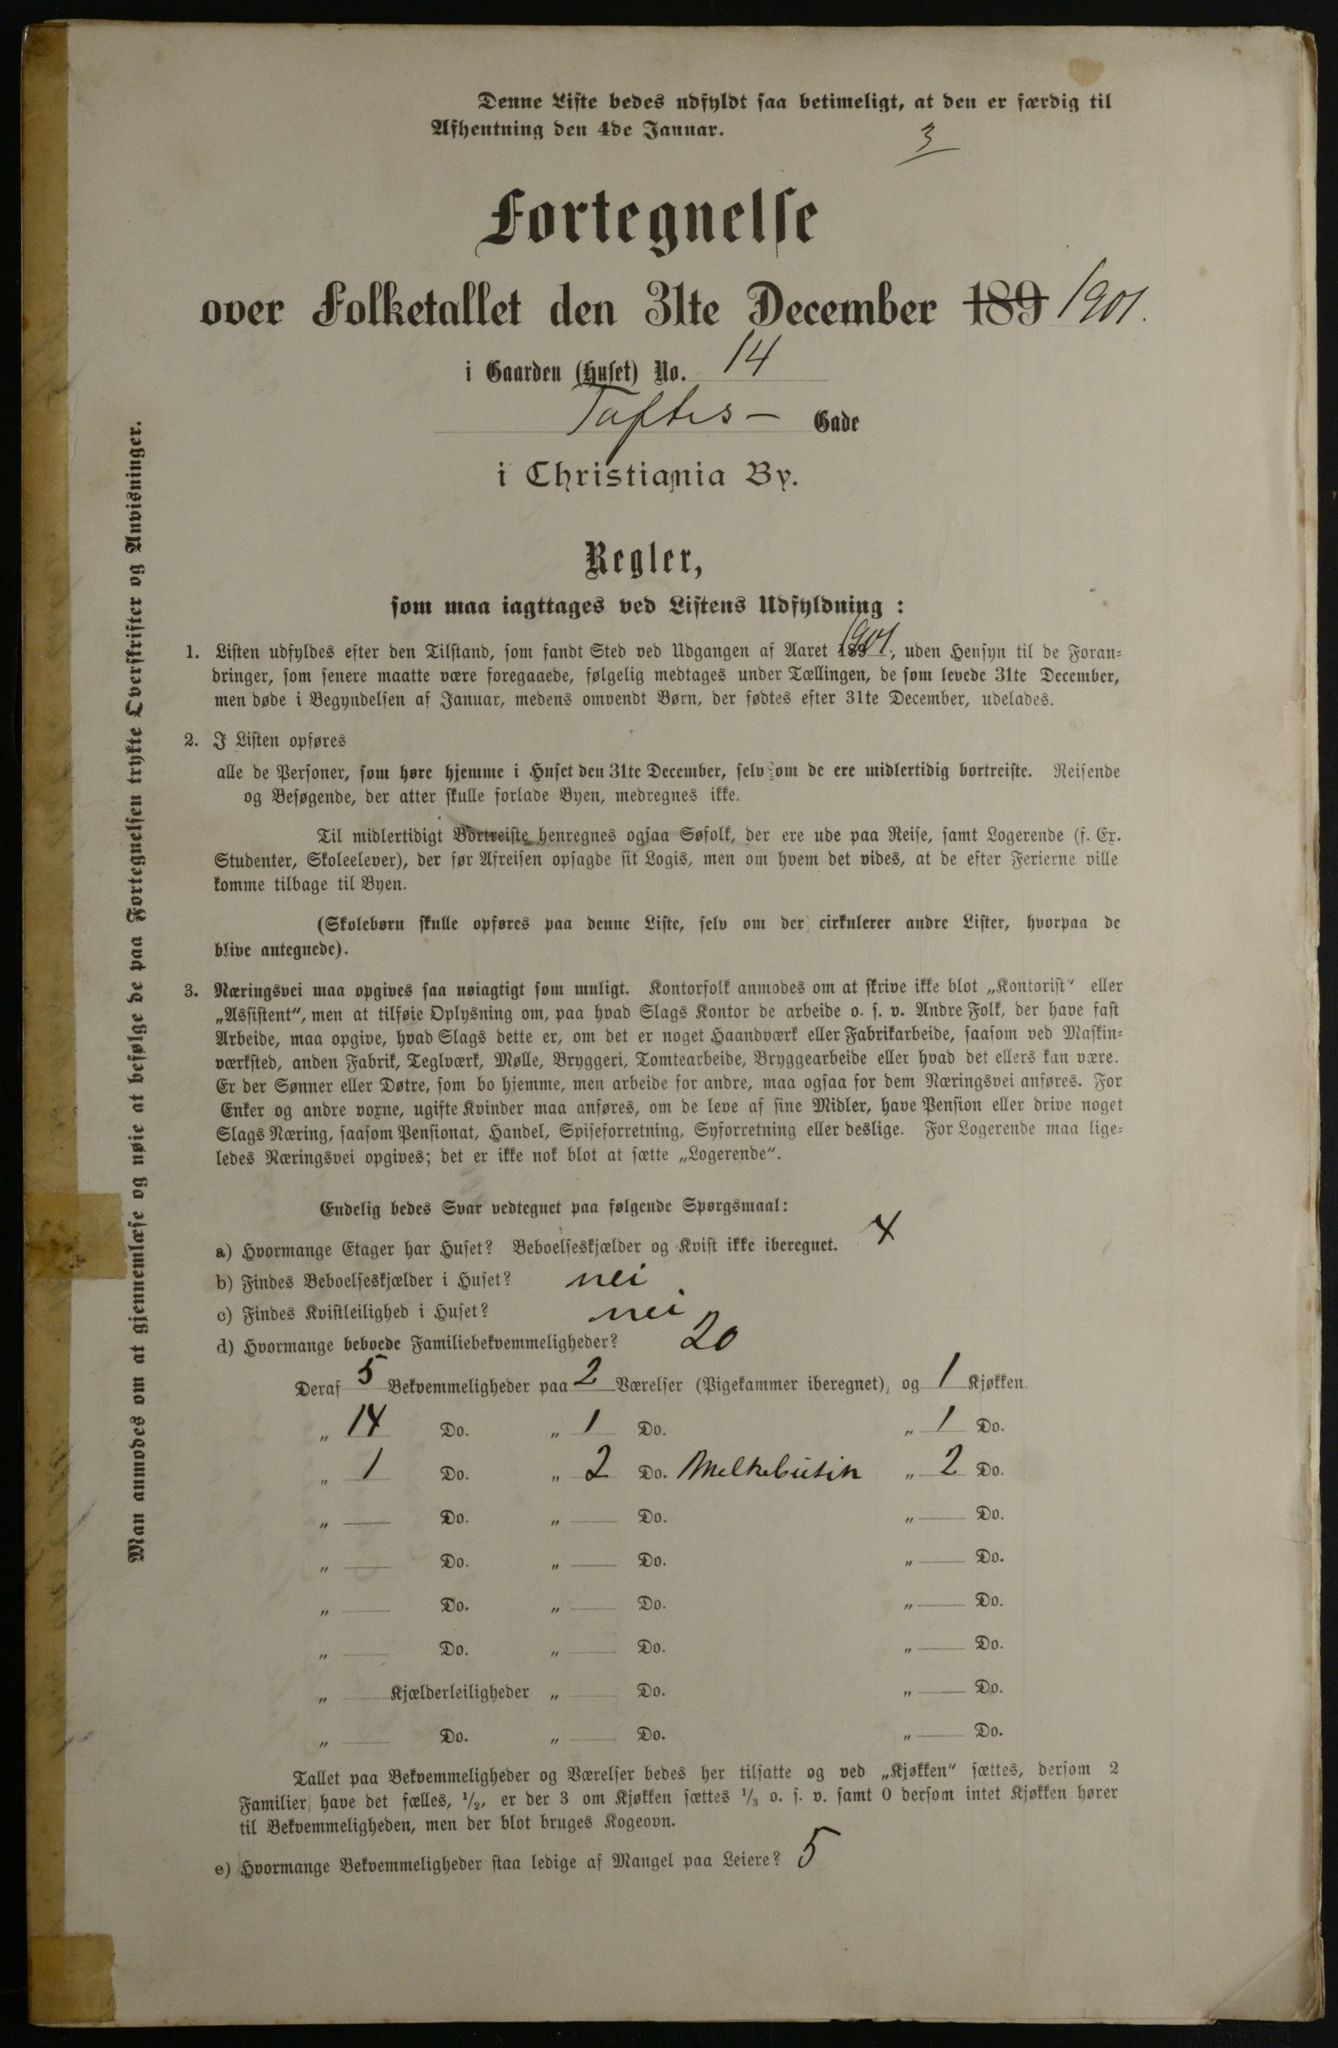 Denne Liste bedes udfyldt saa betimeligt, at den er færdig til
Afhentning den 4de Januar.
3
Fortegnelse
over Folketallet den 31te December 189 1901.
i Gaarden (Huset) No. 14
Toftes- Gade
i Christiania By.
Regler,
som maa iagttages ved Listens Udfyldning:
1. Listen udfyldes efter den Tilstand, som fandt Sted ved Udgangen af Aaret 189 1901, uden Hensyn til de Foran-
dringer, som senere maatte være foregaaede, følgelig medtages under Tællingen, de som levede 31te December,
men døde i Begyndelsen af Januar, medens omvendt Børn, der fødtes efter 31te December, udelades.
2. I Listen opføres
alle de Personer, som høre hjemme i Huset den 31te December, selv om de ere midlertidig bortreiste. Reisende
og Besøgende, der atter skulle forlade Byen, medregnes ikke.
Til midlertidigt Bortreiste henregnes ogsaa Søfolk, der ere ude paa Reise, samt Logerende (f. Ex.
Studenter, Skoleelever), der før Afreisen opsagde sit Logis, men om hvem det vides, at de efter Ferierne ville
komme tilbage til Byen.
(Skolebørn skulle opføres paa denne Liste, selv om der cirkulerer andre Lister, hvorpaa de
blive antegnede).
3. Næringsvei maa opgives saa nøiagtigt som muligt. Kontorfolk anmodes om at skrive ikke blot „Kontorist“ eller
„Assistent“, men at tilføie Oplysning om, paa hvad Slags Kontor de arbeide o. s. v. Andre Folk, der have fast
Arbeide, maa opgive, hvad Slags dette er, om det er noget Haandværk eller Fabrikarbeide, saasom ved Maskin-
værksted, anden Fabrik, Teglværk, Mølle, Bryggeri, Tomtearbeide, Bryggearbeide eller hvad det ellers kan være.
Er der Sønner eller Døtre, som bo hjemme, men arbeide for andre, maa ogsaa for dem Næringsvei anføres. For
Enker og andre voxne, ugifte Kvinder maa anføres, om de leve af sine Midler, have Pension eller drive noget
Slags Næring, saasom Pensionat, Handel, Spiseforretning, Syforretning eller deslige. For Logerende maa lige-
ledes Næringsvei opgives; det er ikke nok blot at sætte „Logerende“.
Endelig bedes Svar vedtegnet paa følgende Spørgsmaal:
a) Hvormange Etager har Huset? Beboelseskjælder og Kvist ikke iberegnet. 4
b) Findes Beboelseskjælder i Huset? nei
c) Findes Kvistleilighed i Huset? nei
d) Hvormange beboede Familiebekvemmeligheder? 20
Deraf 5 Bekvemmeligheder paa 2 Værelser (Pigekammer iberegnet) og 1 Kjøkken.
„ 14 Do. „ 1 Do. „ 1 Do.
„ 1 Do. „ 2 Do. Melkebutik „ 2 Do.
„ Do. „ Do. „ Do.
„ Do. „ Do. „ Do.
„ Do. „ Do. „ Do.
„ Do. „ Do. „ Do.
„ Kjælderleiligheder „ Do. „ Do.
„ Do. „ Do. „ Do.
Tallet paa Bekvemmeligheder og Værelser bedes her tilsatte og ved „Kjøkken“ sættes, dersom 2
Familier have det fælles, 1/2, er der 3 om Kjøkken sættes 1/3 o. s. v. samt 0 dersom intet Kjøkken hører
til Bekvemmeligheden, men der blot bruges Kogeovn.
e) Hvormange Bekvemmeligheder staa ledige af Mangel paa Leiere? 5
Man anmodes om at gjennemlæse og nøie at befølge de paa Fortegnelsen trykte Overskrifter og Anvisninger.